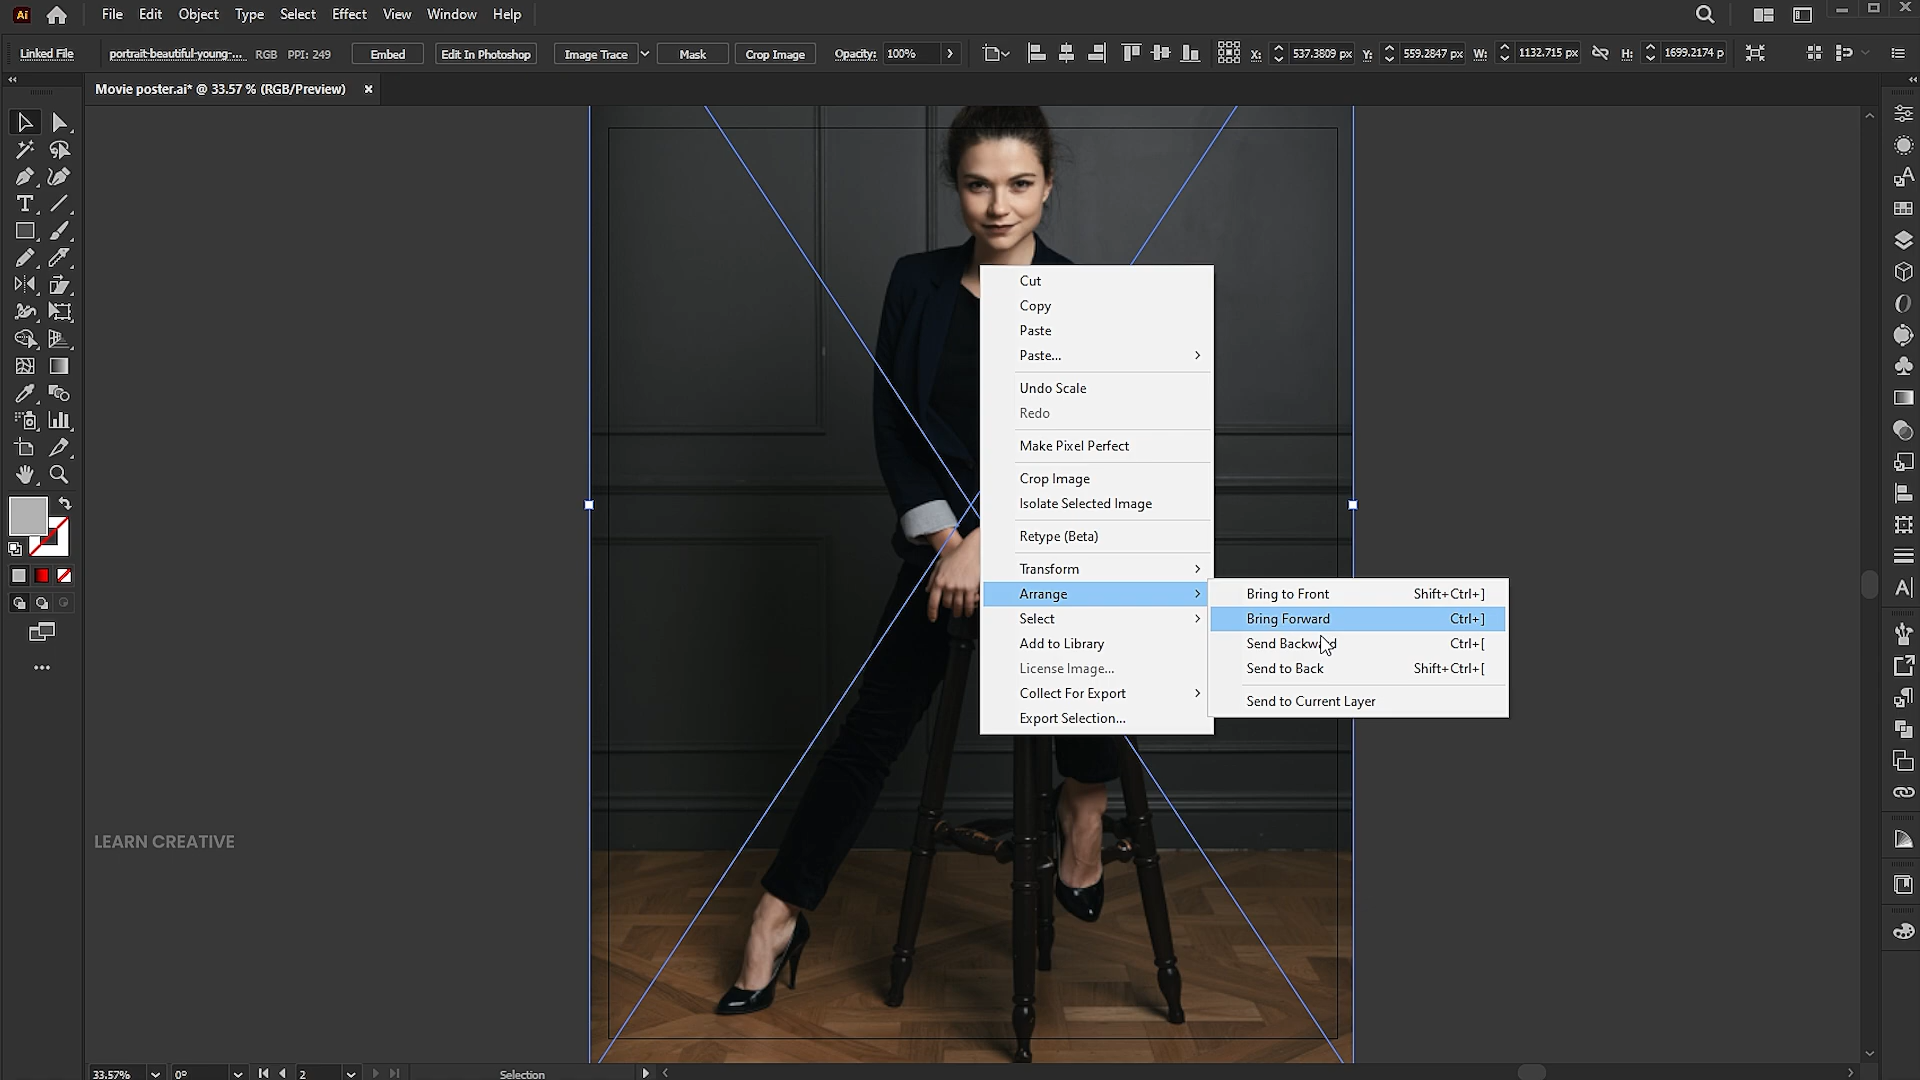 Ai File Edit Object Type Select Effect View Window Help
Linked File portrait-beautiful-young-... RGB PPI: 249 Embed Edit In Photoshop Image Trace Mask Crop Image Opacity: 100% X: 537.3809 px Y: 559.2847 px W: 1132.715 px H: 1699.2174 p
Movie poster.ai* @ 33.57 % (RGB/Preview) ×
Cut
Copy
Paste
Paste...
Undo Scale
Redo
Make Pixel Perfect
Crop Image
Isolate Selected Image
Retype (Beta)
Transform
Arrange
Select
Add to Library
License Image...
Collect For Export
Export Selection...
Bring to Front Shift+Ctrl+]
Bring Forward Ctrl+]
Send Backward Ctrl+[
Send to Back Shift+Ctrl+[
Send to Current Layer
LEARN CREATIVE
33.57% 0° 2 Selection